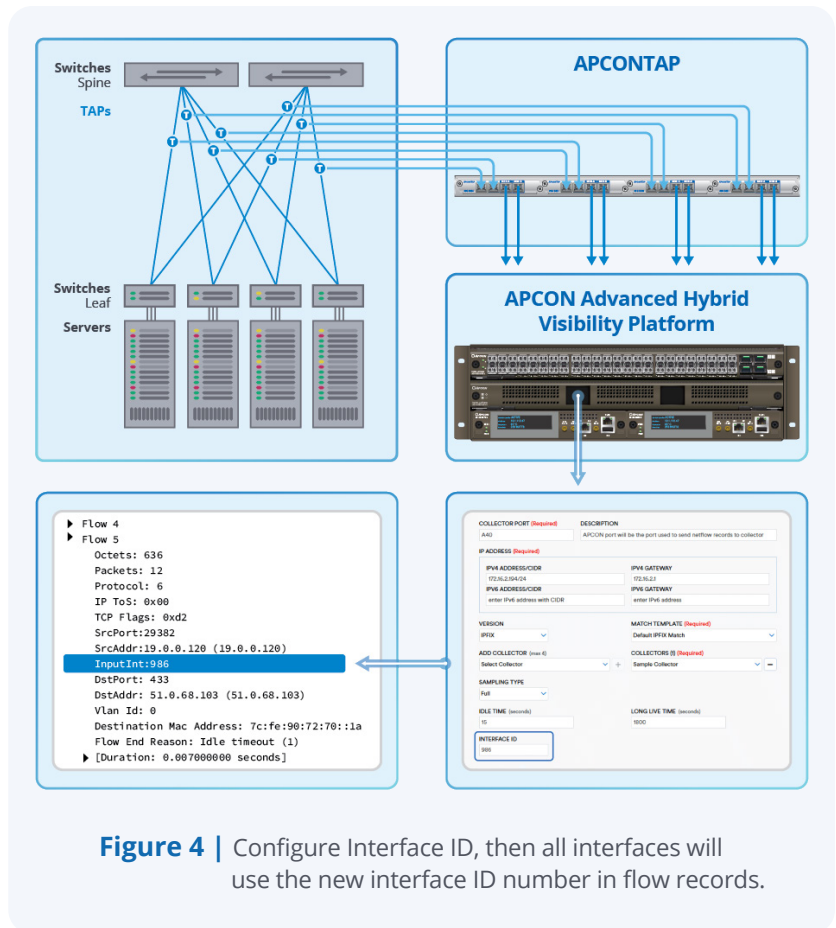 Switches
Spine
TAPs
T
T
T
T
T
T
T
T
Switches
Leaf
Servers
APCONTAP
APCON Advanced Hybrid
Visibility Platform
Flow 4
Flow 5
Octets: 636
Packets: 12
Protocol: 6
IP ToS: 0x00
TCP Flags: 0xd2
SrcPort:29382
SrcAddr:19.0.0.120 (19.0.0.120)
InputInt:986
DstPort: 433
DstAddr: 51.0.68.103 (51.0.68.103)
Vlan Id: 0
Destination Mac Address: 7c:fe:90:72:70::1a
Flow End Reason: Idle timeout (1)
[Duration: 0.007000000 seconds]
COLLECTOR PORT (Required) DESCRIPTION
A40 APCON port will be the port used to send netflow records to collector
IP ADDRESS (Required)
IPV4 ADDRESS/CIDR IPV4 GATEWAY
172.16.2.194/24 172.16.2.1
IPV6 ADDRESS/CIDR IPV6 GATEWAY
enter IPv6 address with CIDR enter IPv6 address
VERSION MATCH TEMPLATE (Required)
IPFIX Default IPFIX Match
ADD COLLECTOR (max 6) COLLECTORS (1) (Required)
Select Collector + Sample Collector −
SAMPLING TYPE
Full
IDLE TIME (seconds) LONG LIVE TIME (seconds)
15 1800
INTERFACE ID
986
Figure 4 | Configure Interface ID, then all interfaces will
use the new interface ID number in flow records.